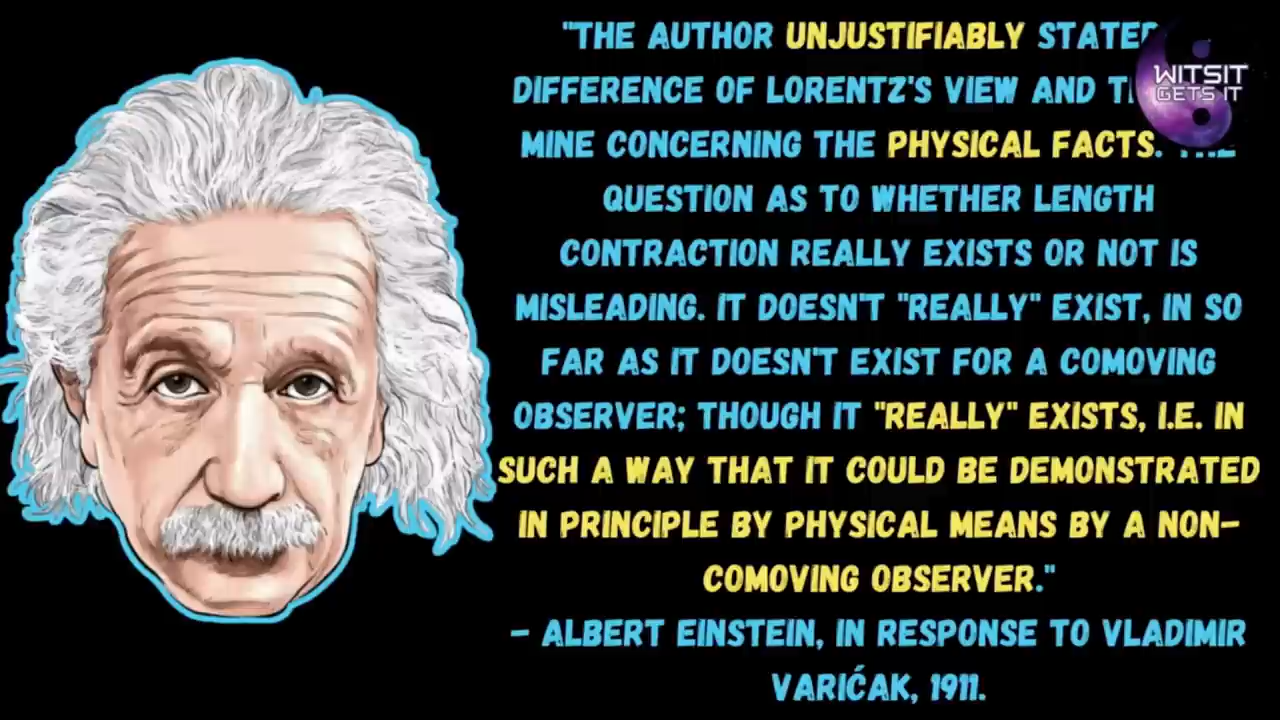 "THE AUTHOR UNJUSTIFIABLY STATED
DIFFERENCE OF LORENTZ'S VIEW AND
MINE CONCERNING THE PHYSICAL FACTS. THE
QUESTION AS TO WHETHER LENGTH
CONTRACTION REALLY EXISTS OR NOT IS
MISLEADING. IT DOESN'T "REALLY" EXIST, IN SO
FAR AS IT DOESN'T EXIST FOR A COMOVING
OBSERVER; THOUGH IT "REALLY" EXISTS, I.E. IN
SUCH A WAY THAT IT COULD BE DEMONSTRATED
IN PRINCIPLE BY PHYSICAL MEANS BY A NON-
COMOVING OBSERVER."
- ALBERT EINSTEIN, IN RESPONSE TO VLADIMIR
VARIĆAK, 1911.
WITSIT
GETS IT